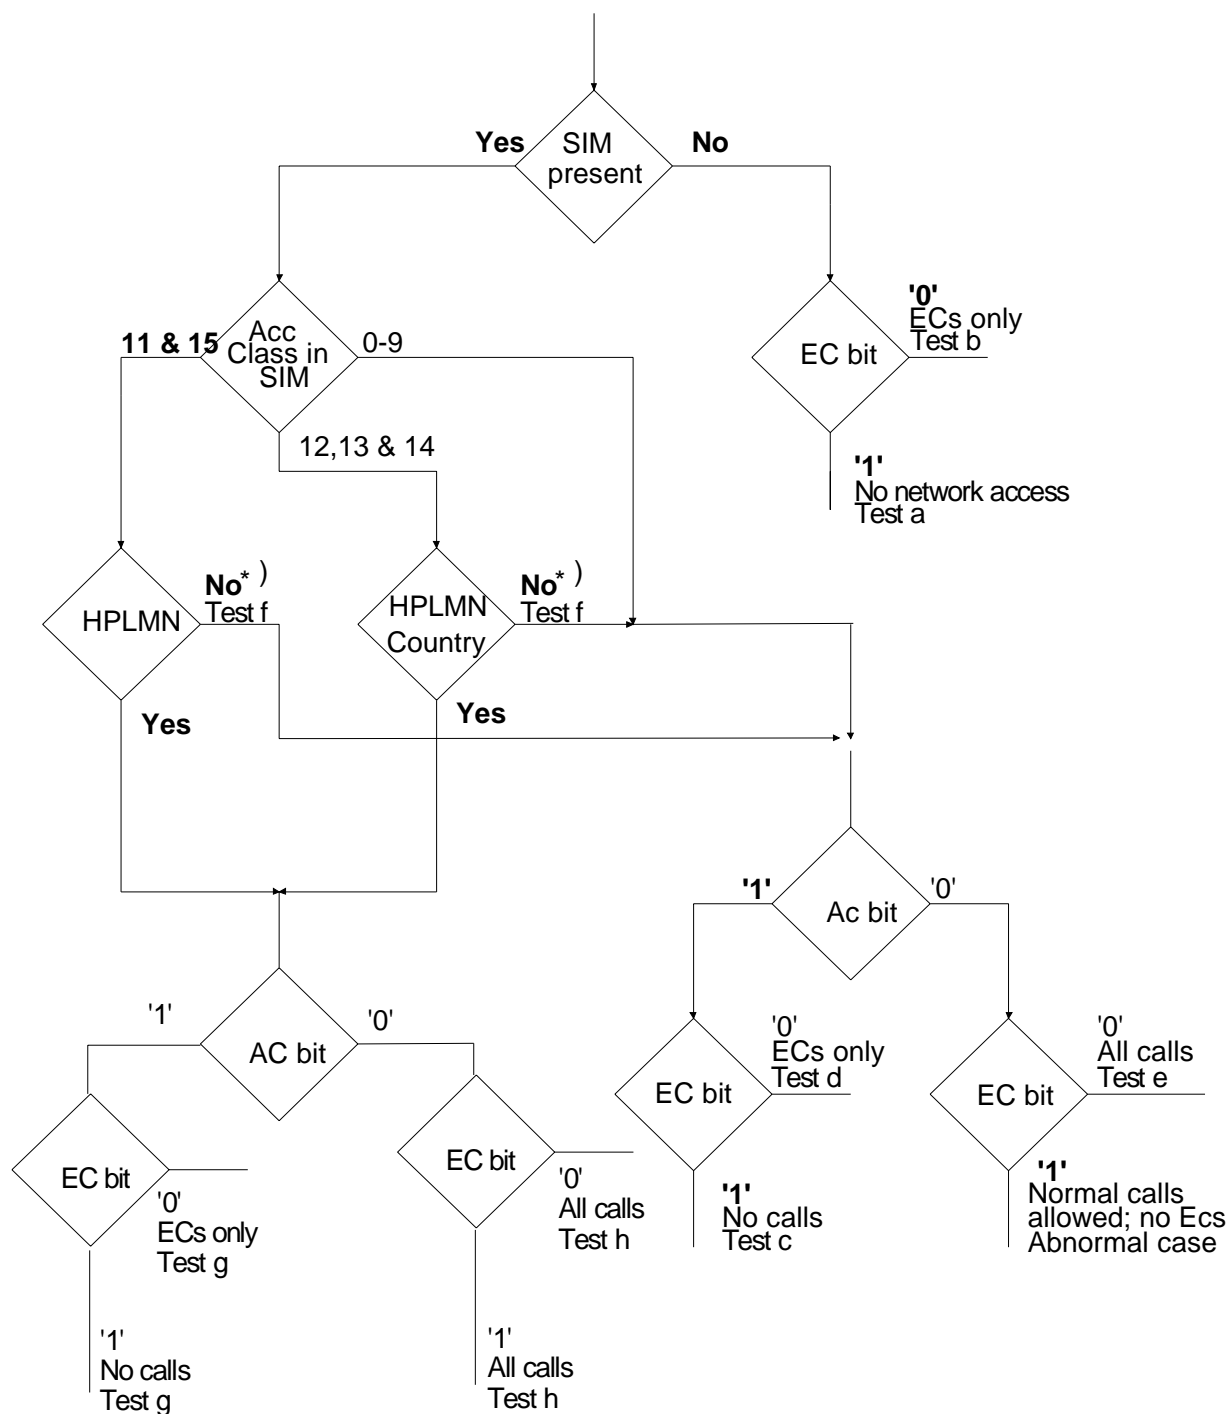 Yes
SIM
present
No
11 & 15
Acc
Class in
SIM
0-9
EC bit
'0'
ECs only
Test b
12,13 & 14
'1'
No network access
Test a
HPLMN
No* )
Test f
HPLMN
Country
No* )
Test f
Yes
Yes
'1'
Ac bit
'0'
'1'
AC bit
'0'
EC bit
'0'
ECs only
Test d
EC bit
'0'
All calls
Test e
EC bit
'0'
ECs only
Test g
EC bit
'0'
All calls
Test h
'1'
No calls
Test c
'1'
Normal calls
allowed; no Ecs
Abnormal case
'1'
No calls
Test g
'1'
All calls
Test h